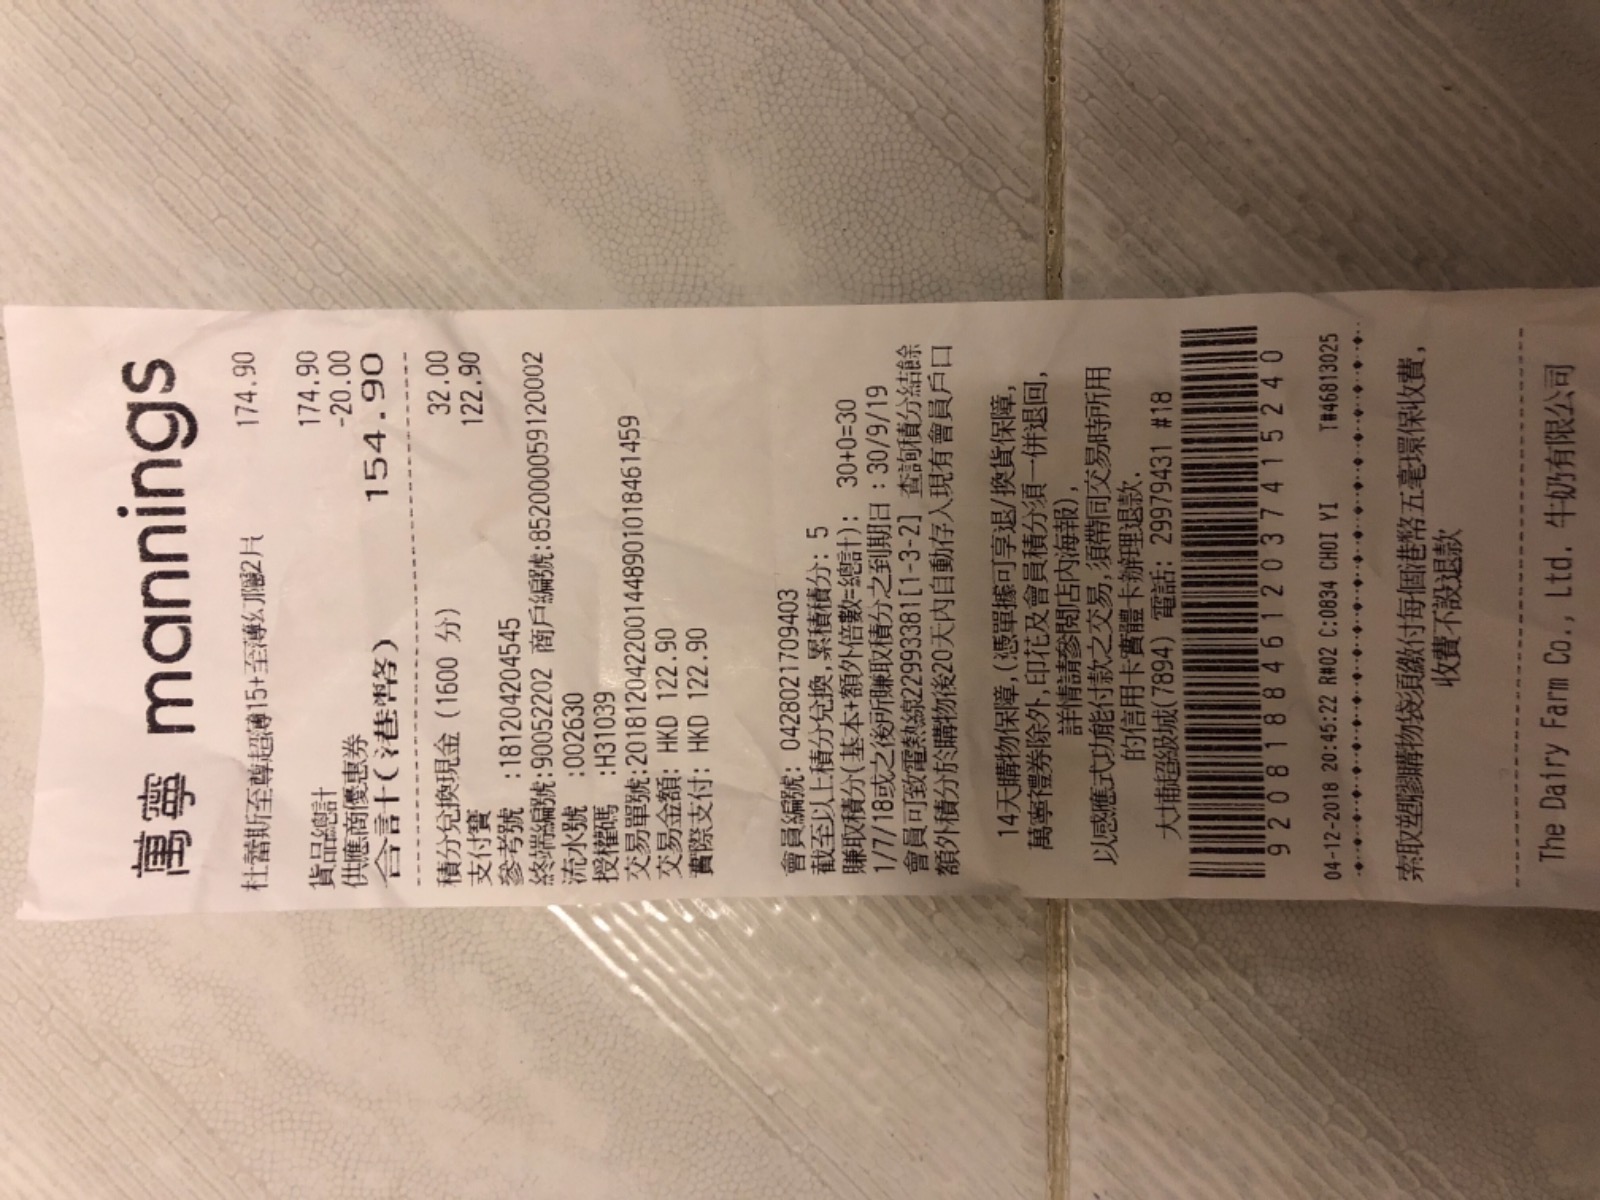 萬寧 mannings
杜蕾斯至尊超薄15+至薄幻隱2片 174.90
貨品總計 174.90
供應商優惠券 -20.00
合計(港幣) 154.90
積分兌換現金 (1600 分) 32.00
支付寶 122.90
參考號 :181204204545
終端編號:90052202 商戶編號:852000059120002
流水號 :002630
授權碼 :H31039
交易單號:2018120422001448901018461459
交易金額: HKD 122.90
實際支付: HKD 122.90
會員編號: 0428021709403
截至以上積分兌換,累積積分: 5
賺取積分(基本+額外倍數=總計): 30+0=30
1/7/18或之後所賺取積分之到期日 :30/9/19
會員可致電熱線22993381[1-3-2] 查詢積分結餘
額外積分於購物後20天內自動存入現有會員戶口
14天購物保障,(憑單據可享退/換貨保障,
萬寧禮券除外,印花及會員積分須一併退回,
詳情請參閱店內海報),
以感應式功能付款之交易,須帶同交易時所用
的信用卡實體卡辦理退款.
大埔超級城(7894) 電話: 29979431 #18
9208188461203741​5240
04-12-2018 20:45:22 R#02 C:0834 CHOI YI T#46813025
索取塑膠購物袋須繳付每個港幣五毫環保收費,
收費不設退款
The Dairy Farm Co., Ltd. 牛奶有限公司